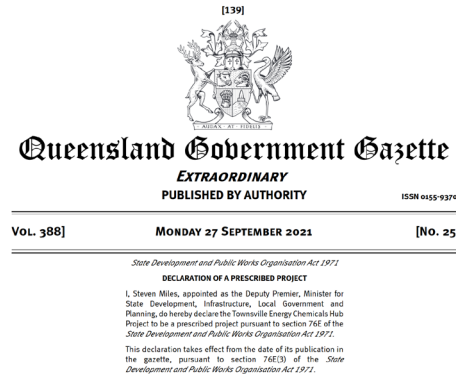 [139]
AUDAX AT FIDELIS
Queensland Government Gazette
EXTRAORDINARY
PUBLISHED BY AUTHORITY
ISSN 0155-9370
VOL. 388]
MONDAY 27 SEPTEMBER 2021
[NO. 25
State Development and Public Works Organisation Act 1971
DECLARATION OF A PRESCRIBED PROJECT
I, Steven Miles, appointed as the Deputy Premier, Minister for
State Development, Infrastructure, Local Government and
Planning, do hereby declare the Townsville Energy Chemicals Hub
Project to be a prescribed project pursuant to section 76E of the
State Development and Public Works Organisation Act 1971.
This declaration takes effect from the date of its publication in
the gazette, pursuant to section 76E(3) of the State
Development and Public Works Organisation Act 1971.